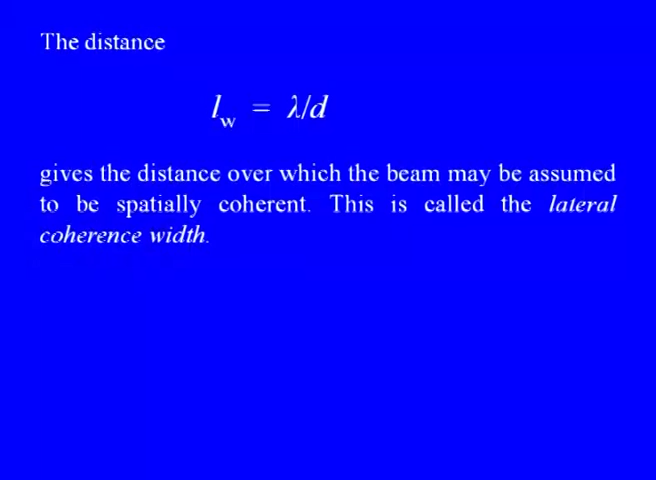 The distance
l_w = λ/d
gives the distance over which the beam may be assumed
to be spatially coherent. This is called the lateral
coherence width.